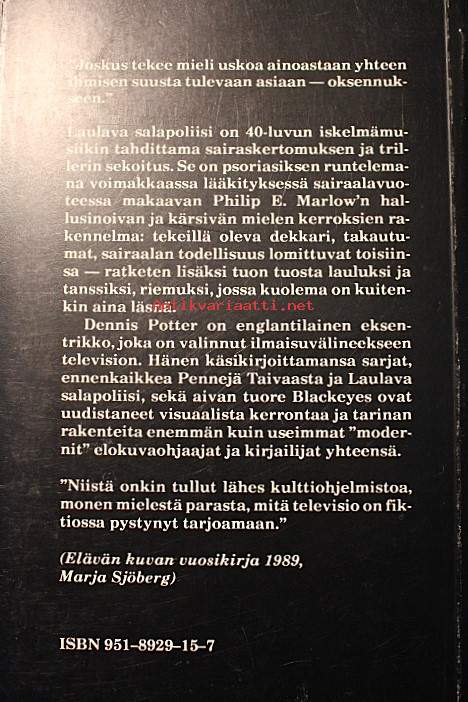 "Joskus tekee mieli uskoa ainoastaan yhteen
ihmisen suusta tulevaan asiaan — oksennuk-
seen."
Laulava salapoliisi on 40-luvun iskelmämu-
siikin tahdittama sairaskertomuksen ja tril-
lerin sekoitus. Se on psoriasiksen runtelema-
na voimakkaassa lääkityksessä sairaalavuo-
teessa makaavan Philip E. Marlow'n hal-
lusinoivan ja kärsivän mielen kerroksien ra-
kennelma: tekeillä oleva dekkari, takautu-
mat, sairaalan todellisuus lomittuvat toisiin-
sa — ratketen lisäksi tuon tuosta lauluksi ja
tanssiksi, riemuksi, jossa kuolema on kuiten-
kin aina läsnä.
Antikvariaatti.net
Dennis Potter on englantilainen eksen-
trikko, joka on valinnut ilmaisuvälineekseen
television. Hänen käsikirjoittamansa sarjat,
ennenkaikkea Pennejä Taivaasta ja Laulava
salapoliisi, sekä aivan tuore Blackeyes ovat
uudistaneet visuaalista kerrontaa ja tarinan
rakenteita enemmän kuin useimmat "moder-
nit" elokuvaohjaajat ja kirjailijat yhteensä.
"Niistä onkin tullut lähes kulttiohjelmistoa,
monen mielestä parasta, mitä televisio on fik-
tiossa pystynyt tarjoamaan."
(Elävän kuvan vuosikirja 1989,
Marja Sjöberg)
ISBN 951–8929–15–7